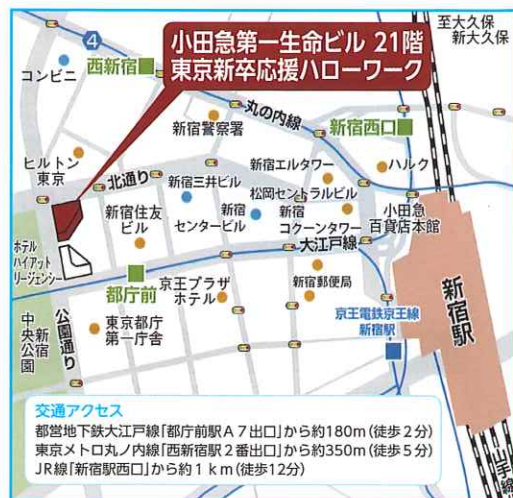 至大久保
新大久保
小田急第一生命ビル 21階
東京新卒応援ハローワーク
4
コンビニ
西新宿
丸の内線
新宿警察署
新宿西口
ヒルトン
東京
北通り
新宿三井ビル
新宿エルタワー
ハルク
松岡セントラルビル
新宿住友
ビル
新宿
センタービル
新宿
コクーンタワー
小田急
百貨店本館
大江戸線
ホテル
ハイアット
リージェンシー
都庁前
京王プラザ
ホテル
新宿郵便局
新宿駅
京王電鉄京王線
新宿駅
新宿
中央公園
公園通り
東京都庁
第一庁舎
山手線
交通アクセス
都営地下鉄大江戸線「都庁前駅A7出口」から約180m(徒歩2分)
東京メトロ丸ノ内線「西新宿駅2番出口」から約350m(徒歩5分)
JR線「新宿駅西口」から約1km(徒歩12分)